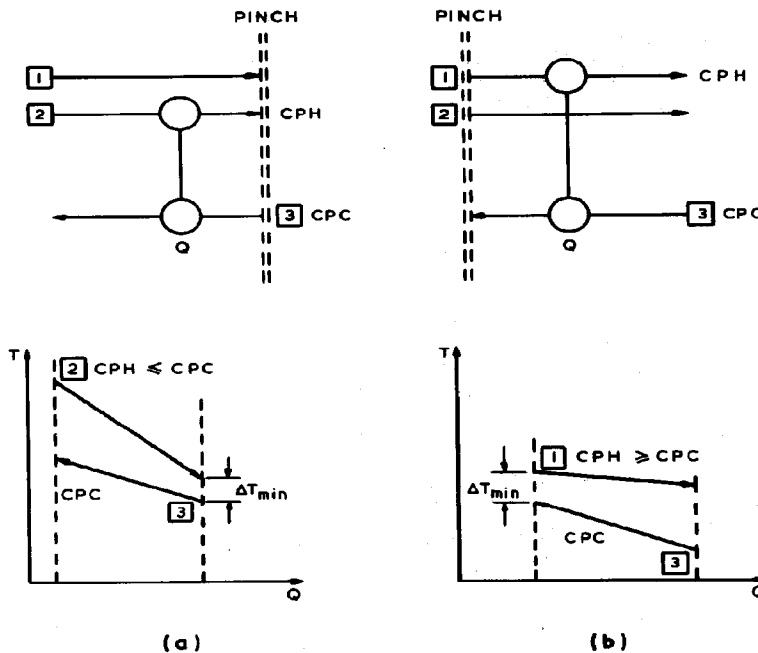 PINCH
1
2
CPH
3 CPC
Q
PINCH
1
CPH
2
3 CPC
Q
T
2 CPH ≤ CPC
ΔTmin
CPC
3
Q
(a)
T
1 CPH ≥ CPC
ΔTmin
CPC
3
Q
(b)